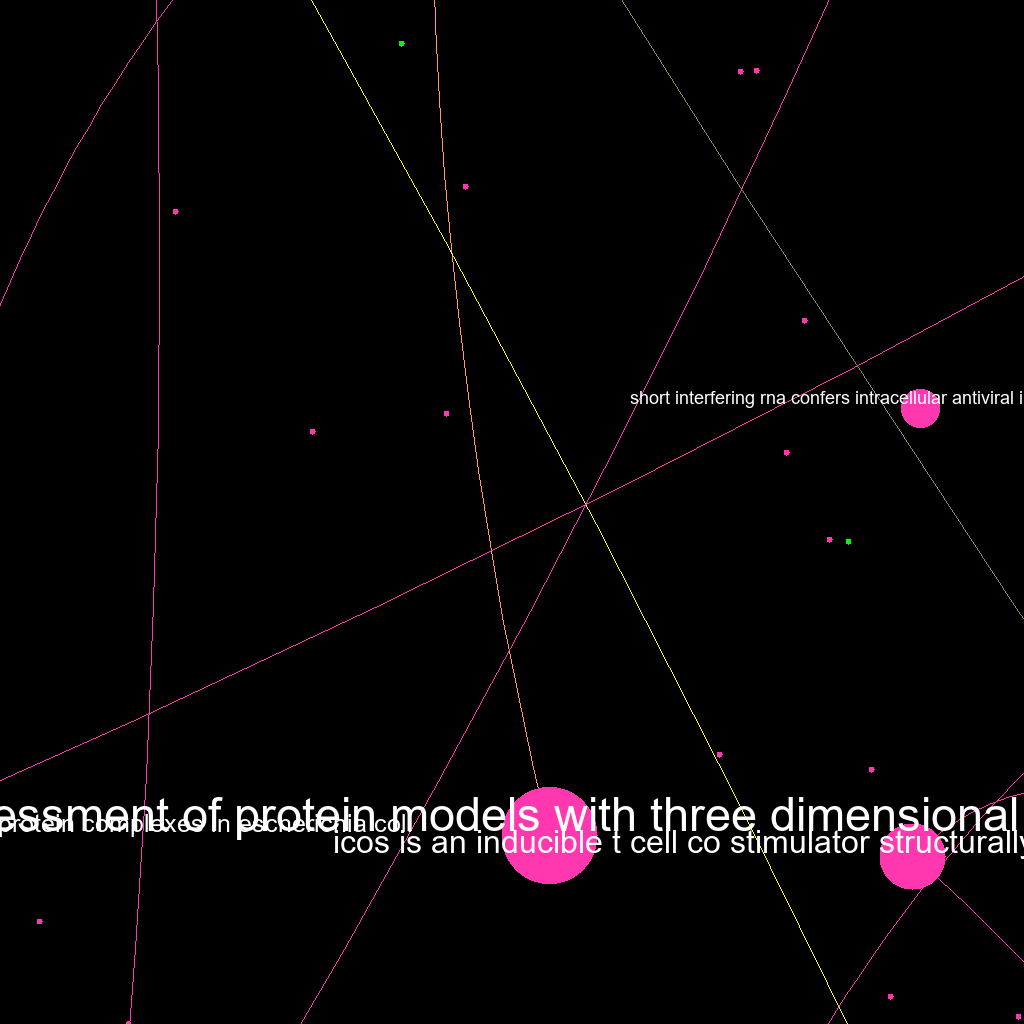 short interfering rna confers intracellular antiviral i
essment of protein models with three dimensional
protein complexes in escherichia coli
icos is an inducible t cell co stimulator structurally